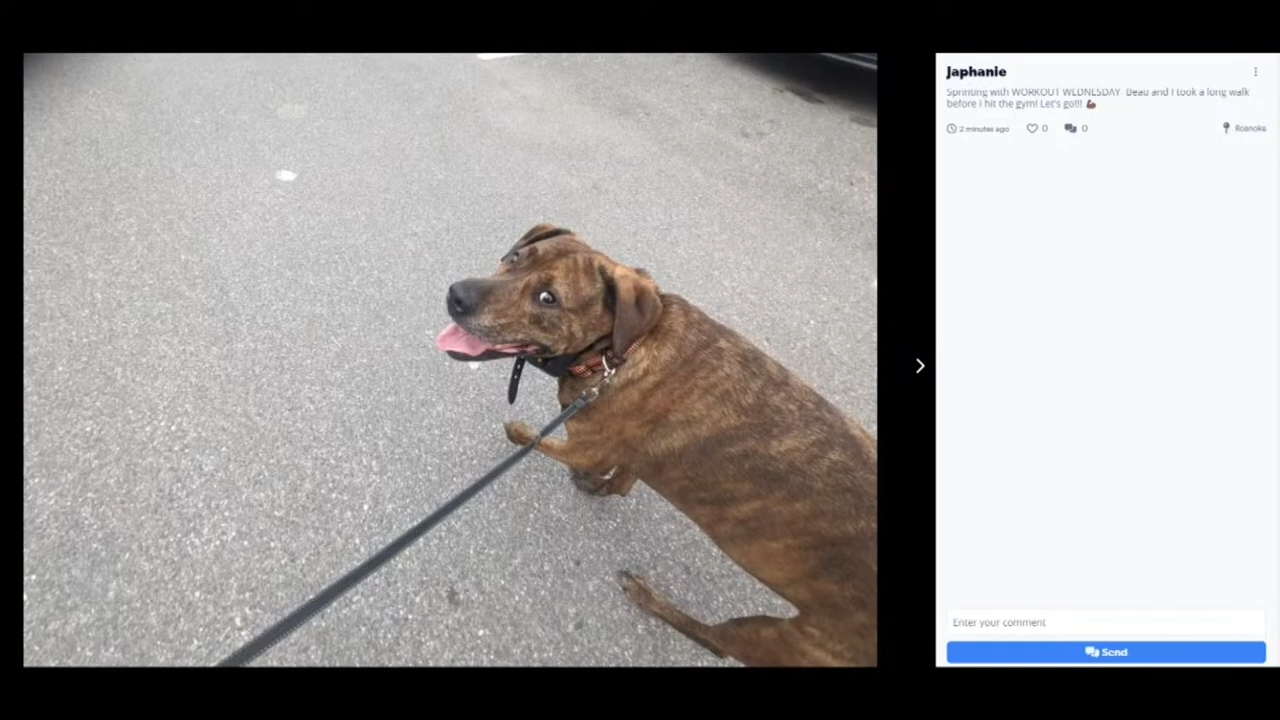 Japhanie
Sprinting with WORKOUT WEDNESDAY Beau and I took a long walk
before I hit the gym! Let's go!!! 💪🏿
2 minutes ago 0 0 Roanoke
Enter your comment
Send